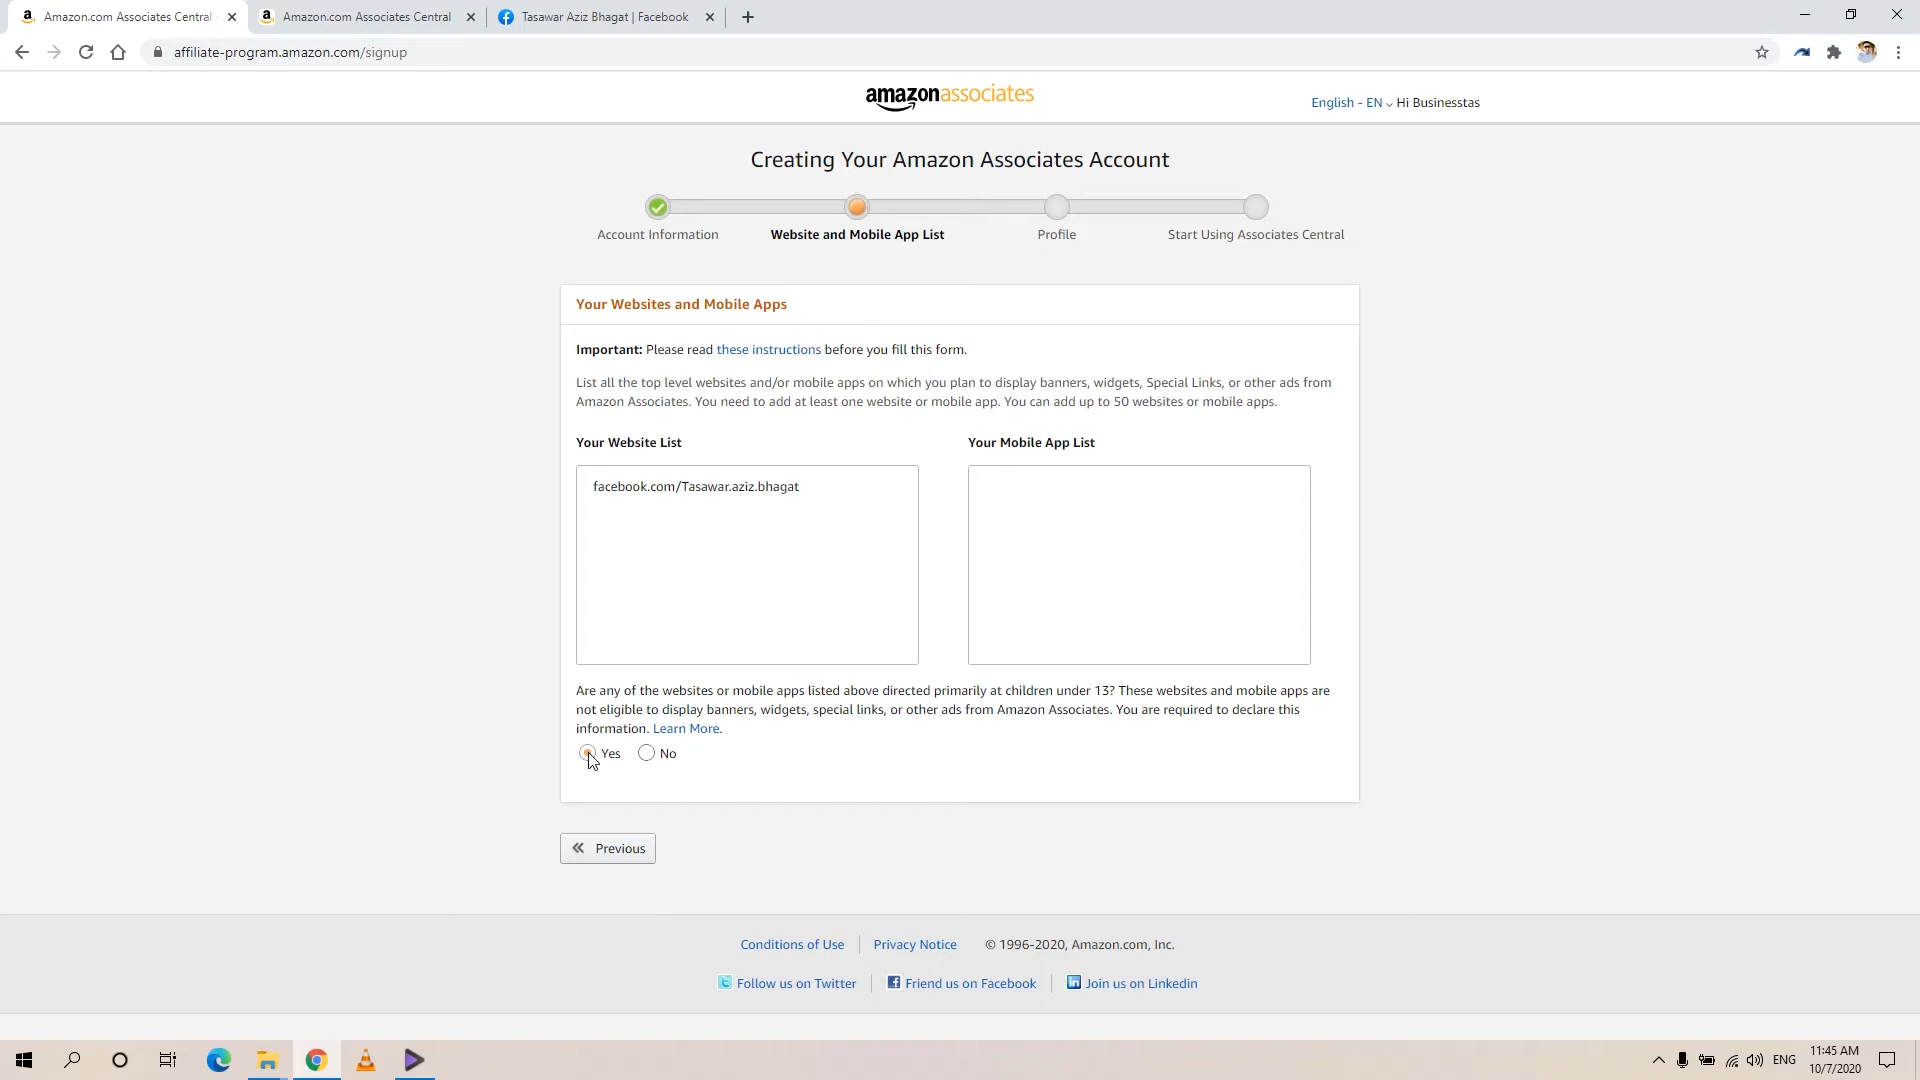 Amazon.com Associates Central
Amazon.com Associates Central
Tasawar Aziz Bhagat | Facebook
affiliate-program.amazon.com/signup
amazonassociates
English - EN Hi Businesstas
Creating Your Amazon Associates Account
Account Information
Website and Mobile App List
Profile
Start Using Associates Central
Your Websites and Mobile Apps
Important: Please read these instructions before you fill this form.
List all the top level websites and/or mobile apps on which you plan to display banners, widgets, Special Links, or other ads from
Amazon Associates. You need to add at least one website or mobile app. You can add up to 50 websites or mobile apps.
Your Website List
Your Mobile App List
facebook.com/Tasawar.aziz.bhagat
Are any of the websites or mobile apps listed above directed primarily at children under 13? These websites and mobile apps are
not eligible to display banners, widgets, special links, or other ads from Amazon Associates. You are required to declare this
information. Learn More.
Yes No
Previous
Conditions of Use Privacy Notice © 1996-2020, Amazon.com, Inc.
Follow us on Twitter Friend us on Facebook Join us on Linkedin
ENG
11:45 AM
10/7/2020